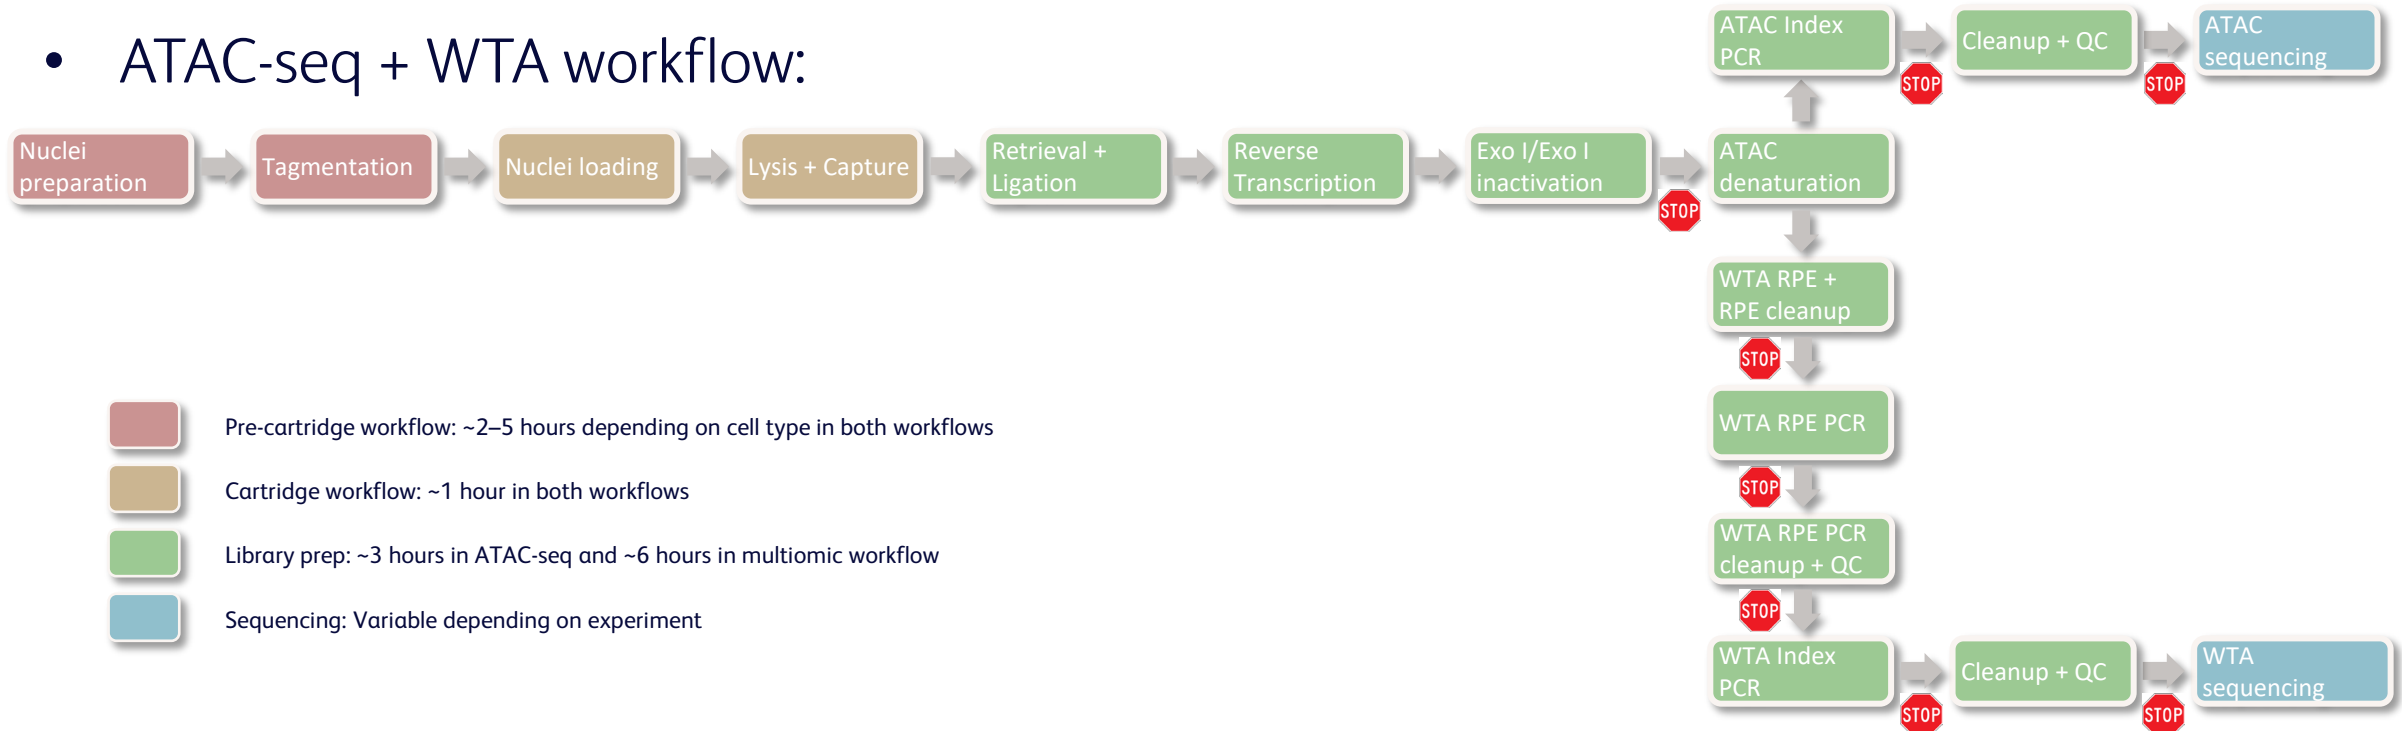 • ATAC-seq + WTA workflow:
ATAC Index
PCR
STOP
Cleanup + QC
STOP
ATAC
sequencing
Nuclei
preparation
Tagmentation
Nuclei loading
Lysis + Capture
Retrieval +
Ligation
Reverse
Transcription
Exo I/Exo I
inactivation
STOP
ATAC
denaturation
WTA RPE +
RPE cleanup
STOP
WTA RPE PCR
STOP
WTA RPE PCR
cleanup + QC
STOP
WTA Index
PCR
STOP
Cleanup + QC
STOP
WTA
sequencing
Pre-cartridge workflow: ~2–5 hours depending on cell type in both workflows
Cartridge workflow: ~1 hour in both workflows
Library prep: ~3 hours in ATAC-seq and ~6 hours in multiomic workflow
Sequencing: Variable depending on experiment